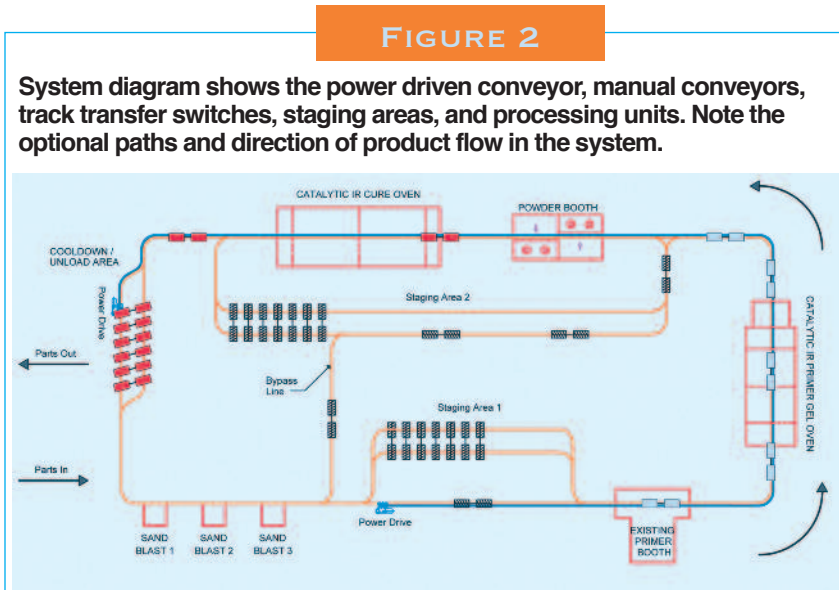 FIGURE 2
System diagram shows the power driven conveyor, manual conveyors,
track transfer switches, staging areas, and processing units. Note the
optional paths and direction of product flow in the system.
CATALYTIC IR CURE OVEN
POWDER BOOTH
COOLDOWN /
UNLOAD AREA
Power Drive
Staging Area 2
CATALYTIC IR PRIMER GEL OVEN
Parts Out
Bypass
Line
Staging Area 1
Parts In
Power Drive
SAND
BLAST 1
SAND
BLAST 2
SAND
BLAST 3
EXISTING
PRIMER
BOOTH